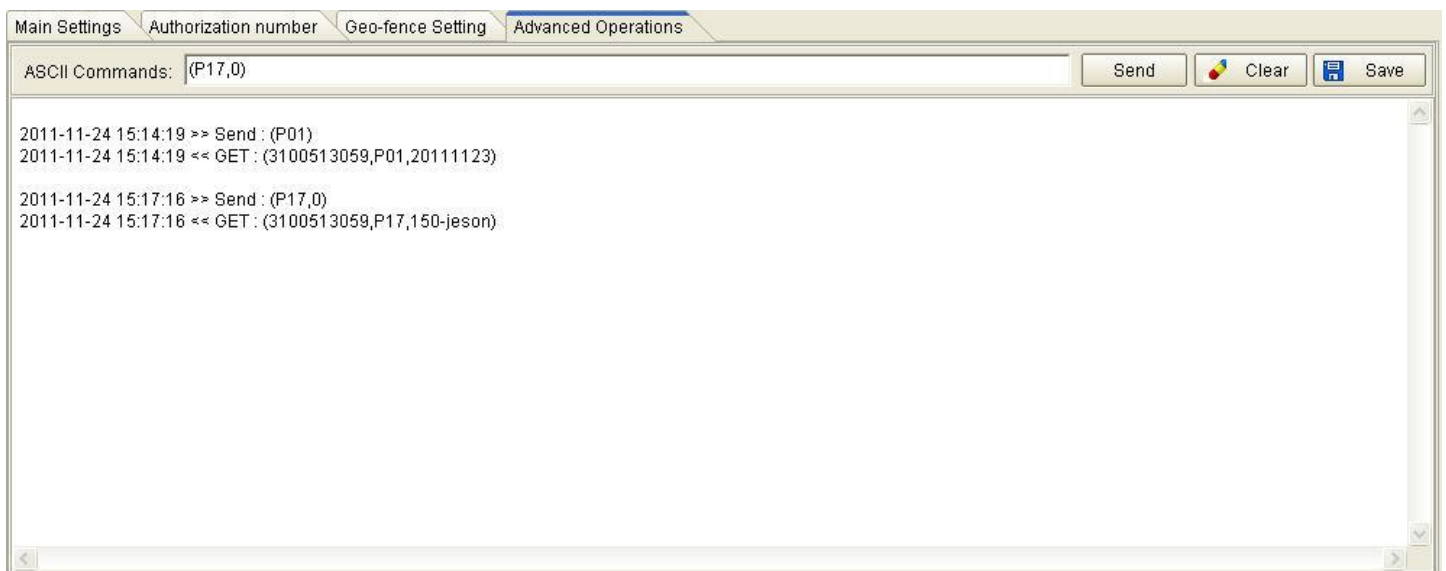 Main Settings Authorization number Geo-fence Setting Advanced Operations
ASCII Commands: (P17,0) Send Clear Save
2011-11-24 15:14:19 >> Send : (P01)
2011-11-24 15:14:19 << GET : (3100513059,P01,20111123)
2011-11-24 15:17:16 >> Send : (P17,0)
2011-11-24 15:17:16 << GET : (3100513059,P17,150-jeson)